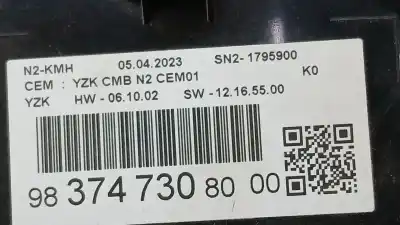 N2-KMH 05.04.2023 SN2- 1795900
CEM : YZK CMB N2 CEM01 K0
YZK HW - 06.10.02 SW - 12.16.55.00
98 374 730 80 00